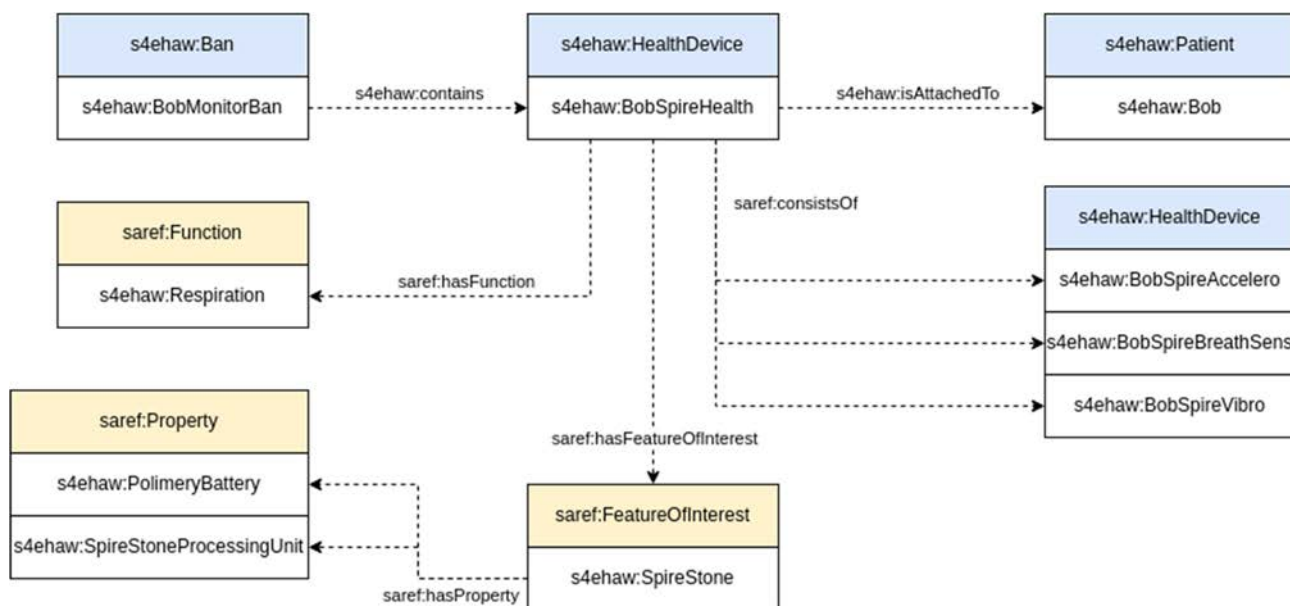 s4ehaw:Ban
s4ehaw:BobMonitorBan
s4ehaw:contains
s4ehaw:HealthDevice
s4ehaw:BobSpireHealth
s4ehaw:isAttachedTo
s4ehaw:Patient
s4ehaw:Bob
saref:consistsOf
s4ehaw:HealthDevice
s4ehaw:BobSpireAccelero
s4ehaw:BobSpireBreathSens
s4ehaw:BobSpireVibro
saref:Function
s4ehaw:Respiration
saref:hasFunction
saref:Property
s4ehaw:PolimeryBattery
s4ehaw:SpireStoneProcessingUnit
saref:hasFeatureOfInterest
saref:FeatureOfInterest
s4ehaw:SpireStone
saref:hasProperty